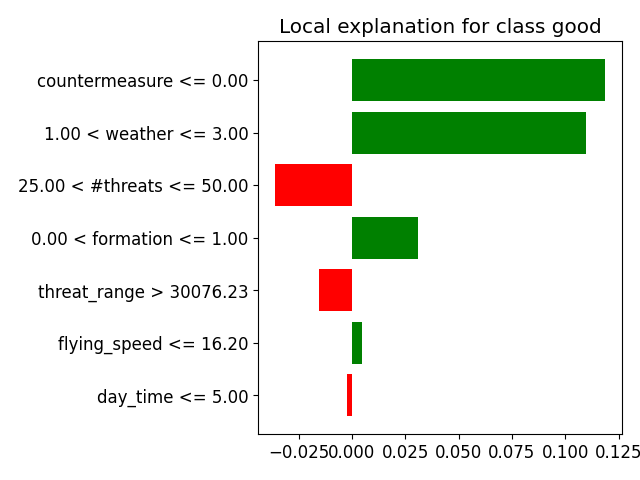 Local explanation for class good
countermeasure <= 0.00
1.00 < weather <= 3.00
25.00 < #threats <= 50.00
0.00 < formation <= 1.00
threat_range > 30076.23
flying_speed <= 16.20
day_time <= 5.00
−0.025 0.000 0.025 0.050 0.075 0.100 0.125